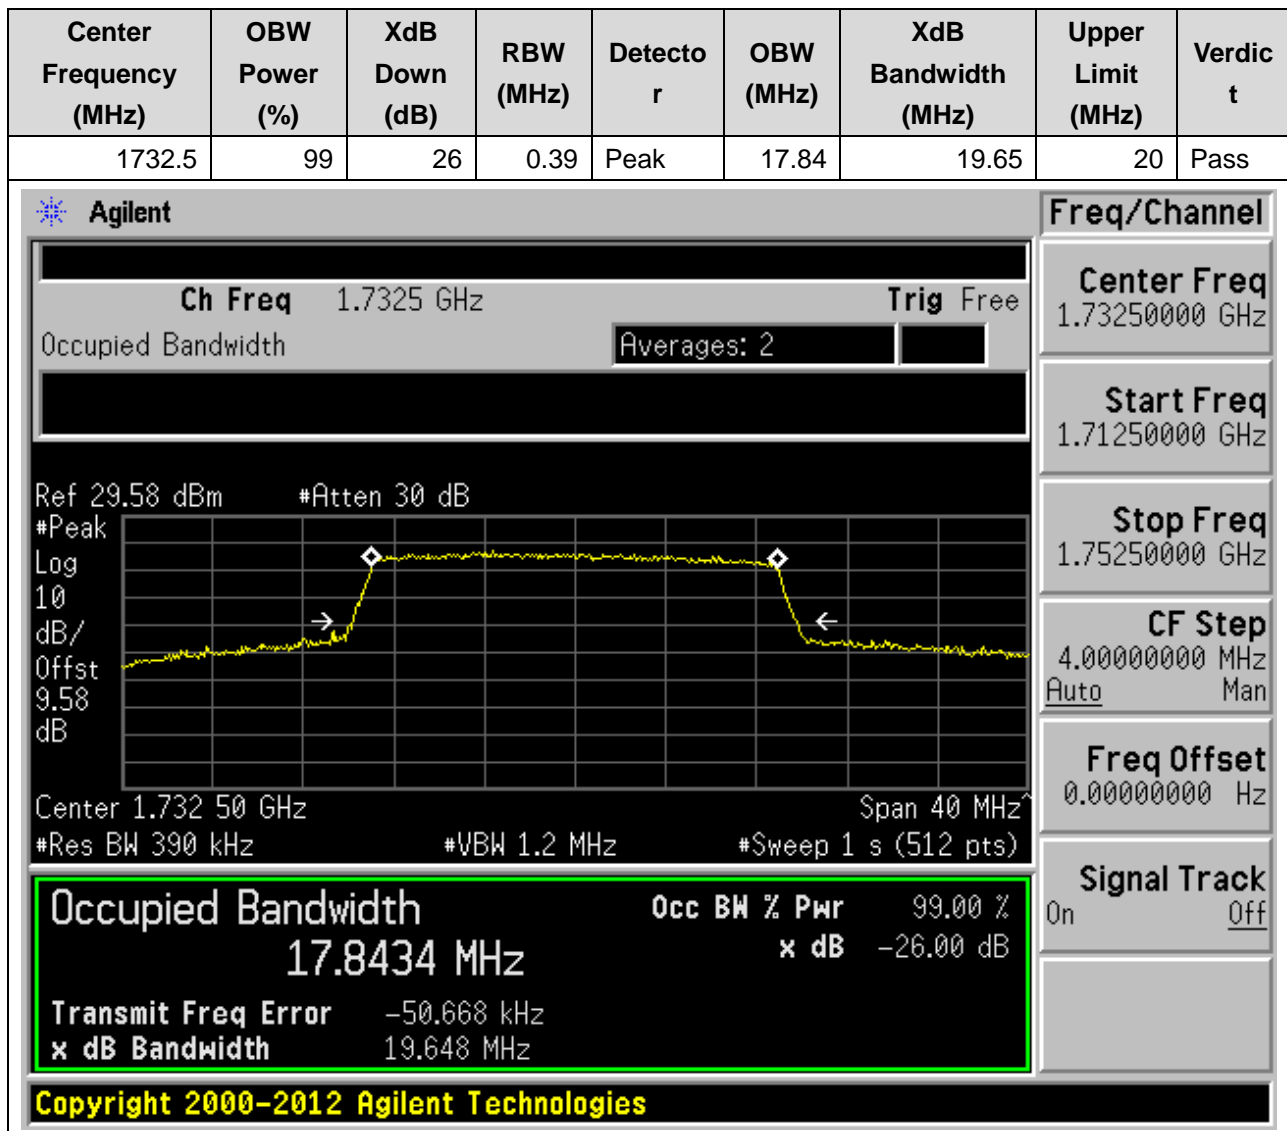 Center Frequency (MHz) OBW Power (%) XdB Down (dB) RBW (MHz) Detecto r OBW (MHz) XdB Bandwidth (MHz) Upper Limit (MHz) Verdic t
1732.5 99 26 0.39 Peak 17.84 19.65 20 Pass
Agilent
Freq/Channel
Ch Freq 1.7325 GHz Trig Free
Occupied Bandwidth Averages: 2
Center Freq
1.73250000 GHz
Start Freq
1.71250000 GHz
Stop Freq
1.75250000 GHz
CF Step
4.00000000 MHz
Auto Man
Freq Offset
0.00000000 Hz
Signal Track
On Off
Ref 29.58 dBm #Atten 30 dB
#Peak
Log
10
dB/
Offst
9.58
dB
Center 1.732 50 GHz Span 40 MHz^
#Res BW 390 kHz #VBW 1.2 MHz #Sweep 1 s (512 pts)
Occupied Bandwidth Occ BW % Pwr 99.00 %
17.8434 MHz x dB -26.00 dB
Transmit Freq Error -50.668 kHz
x dB Bandwidth 19.648 MHz
Copyright 2000-2012 Agilent Technologies